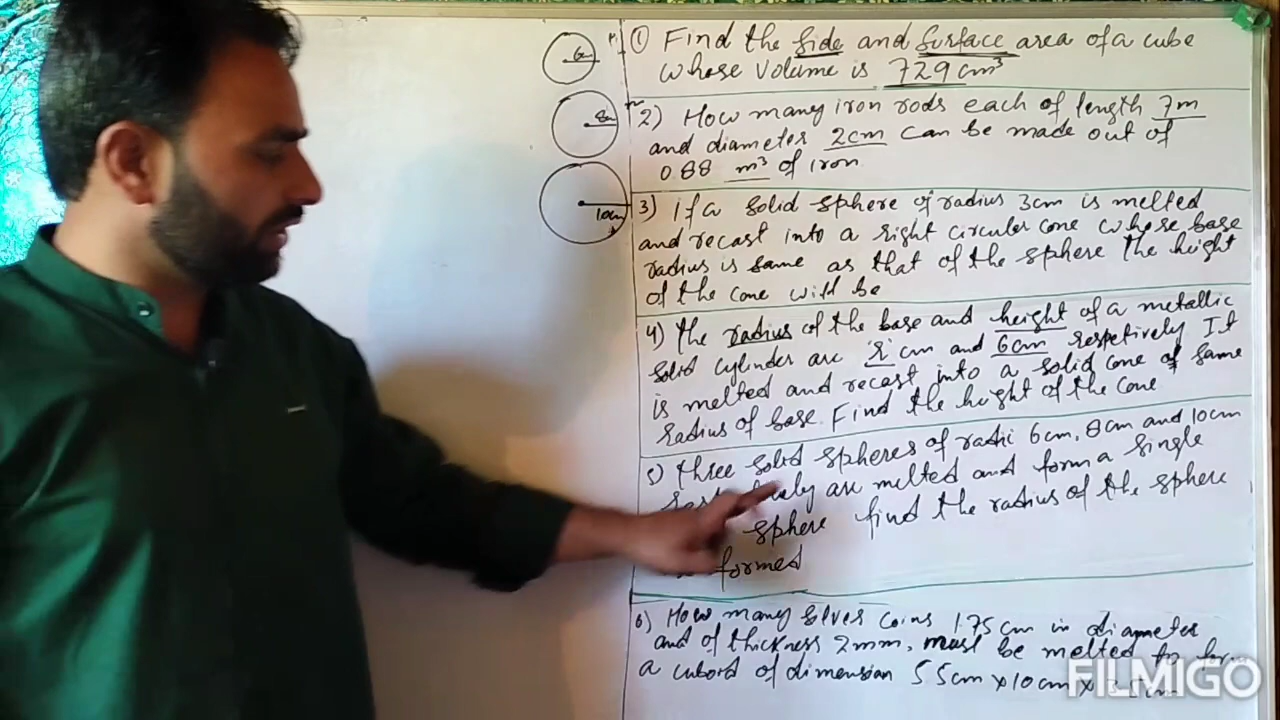 6
8cm
10cm
① Find the side and surface area of a cube
whose volume is 729 cm³
2) How many iron rods each of length 7m
and diameter 2cm can be made out of
0.88 m³ of iron
3) If a solid sphere of radius 3cm is melted
and recast into a right circular cone whose base
radius is same as that of the sphere the height
of the cone will be
4) The radius of the base and height of a metallic
solid cylinder are r cm and 6cm respetively It
is melted and recast into a solid cone of same
radius of base. Find the height of the cone
5) three solid spheres of radii 6cm, 8cm and 10cm
are melted and form a single
sphere find the radius of the sphere
formed
6) How many silver coins 1.75 cm in diameter
and of thickness 2mm, must be melted to
a cuboid of dimension 5.5cm × 10cm × 3.5cm
FILMIGO